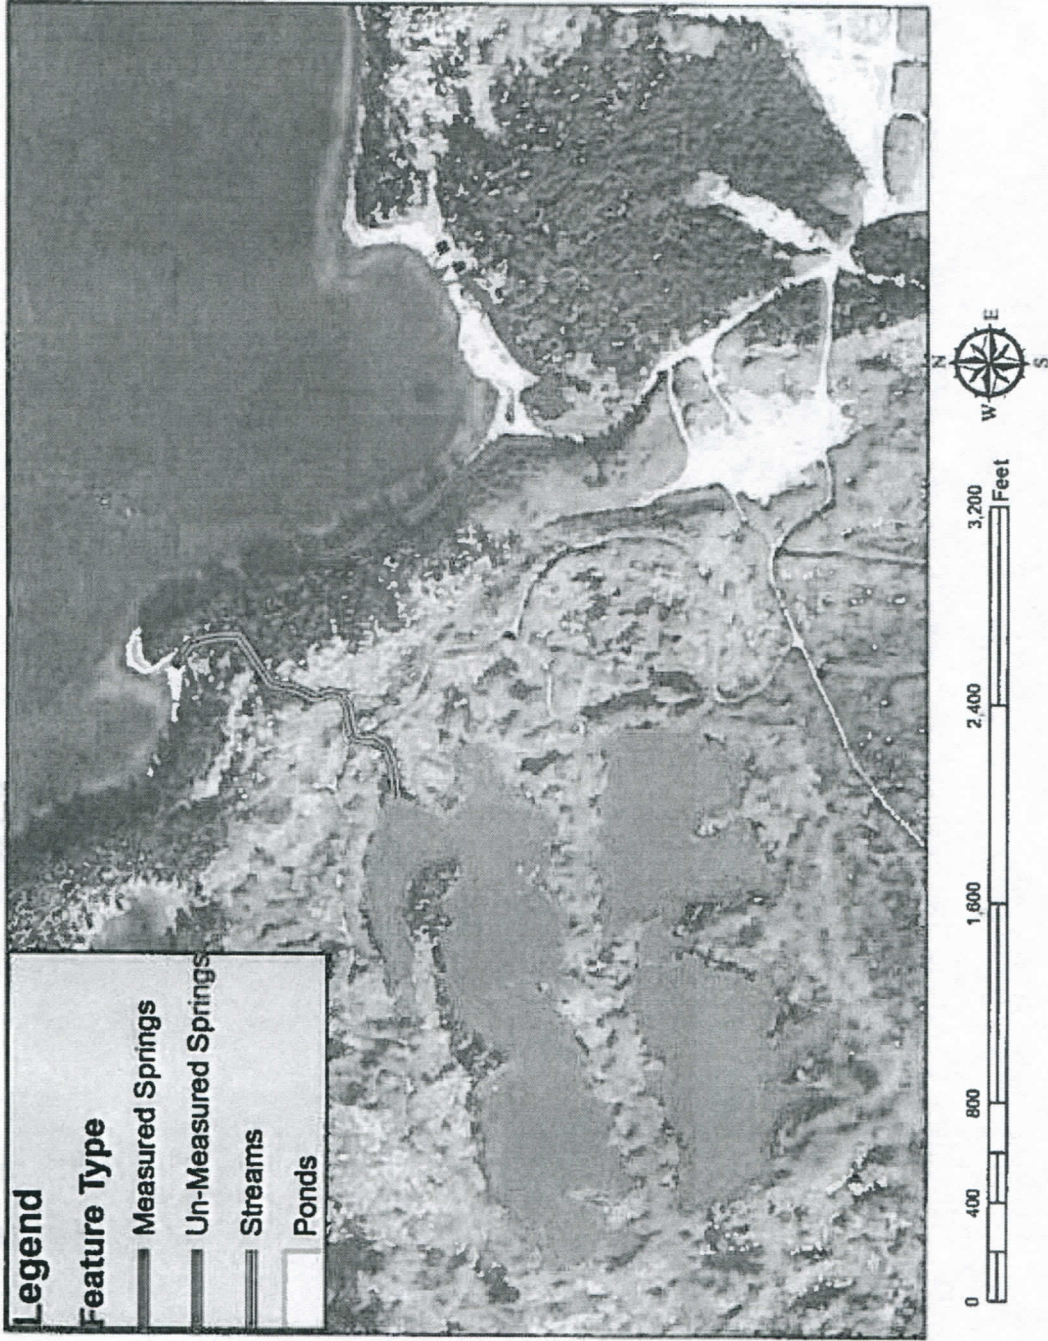 Legend
Feature Type
Measured Springs
Un-Measured Springs
Streams
Ponds
N
W E
S
0 400 800 1,600 2,400 3,200
Feet